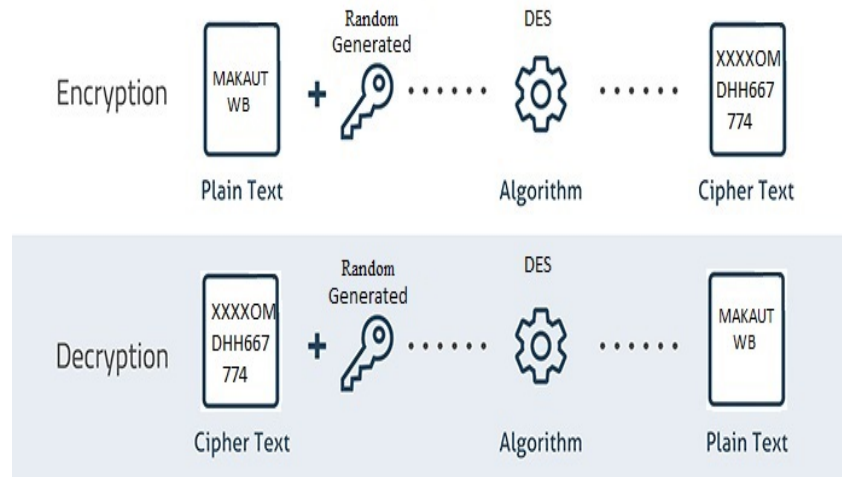 Random
Generated
DES
Encryption
MAKAUT
WB
+
XXXXOM
DHH667
774
Plain Text
Algorithm
Cipher Text
Random
Generated
DES
Decryption
XXXXOM
DHH667
774
+
MAKAUT
WB
Cipher Text
Algorithm
Plain Text